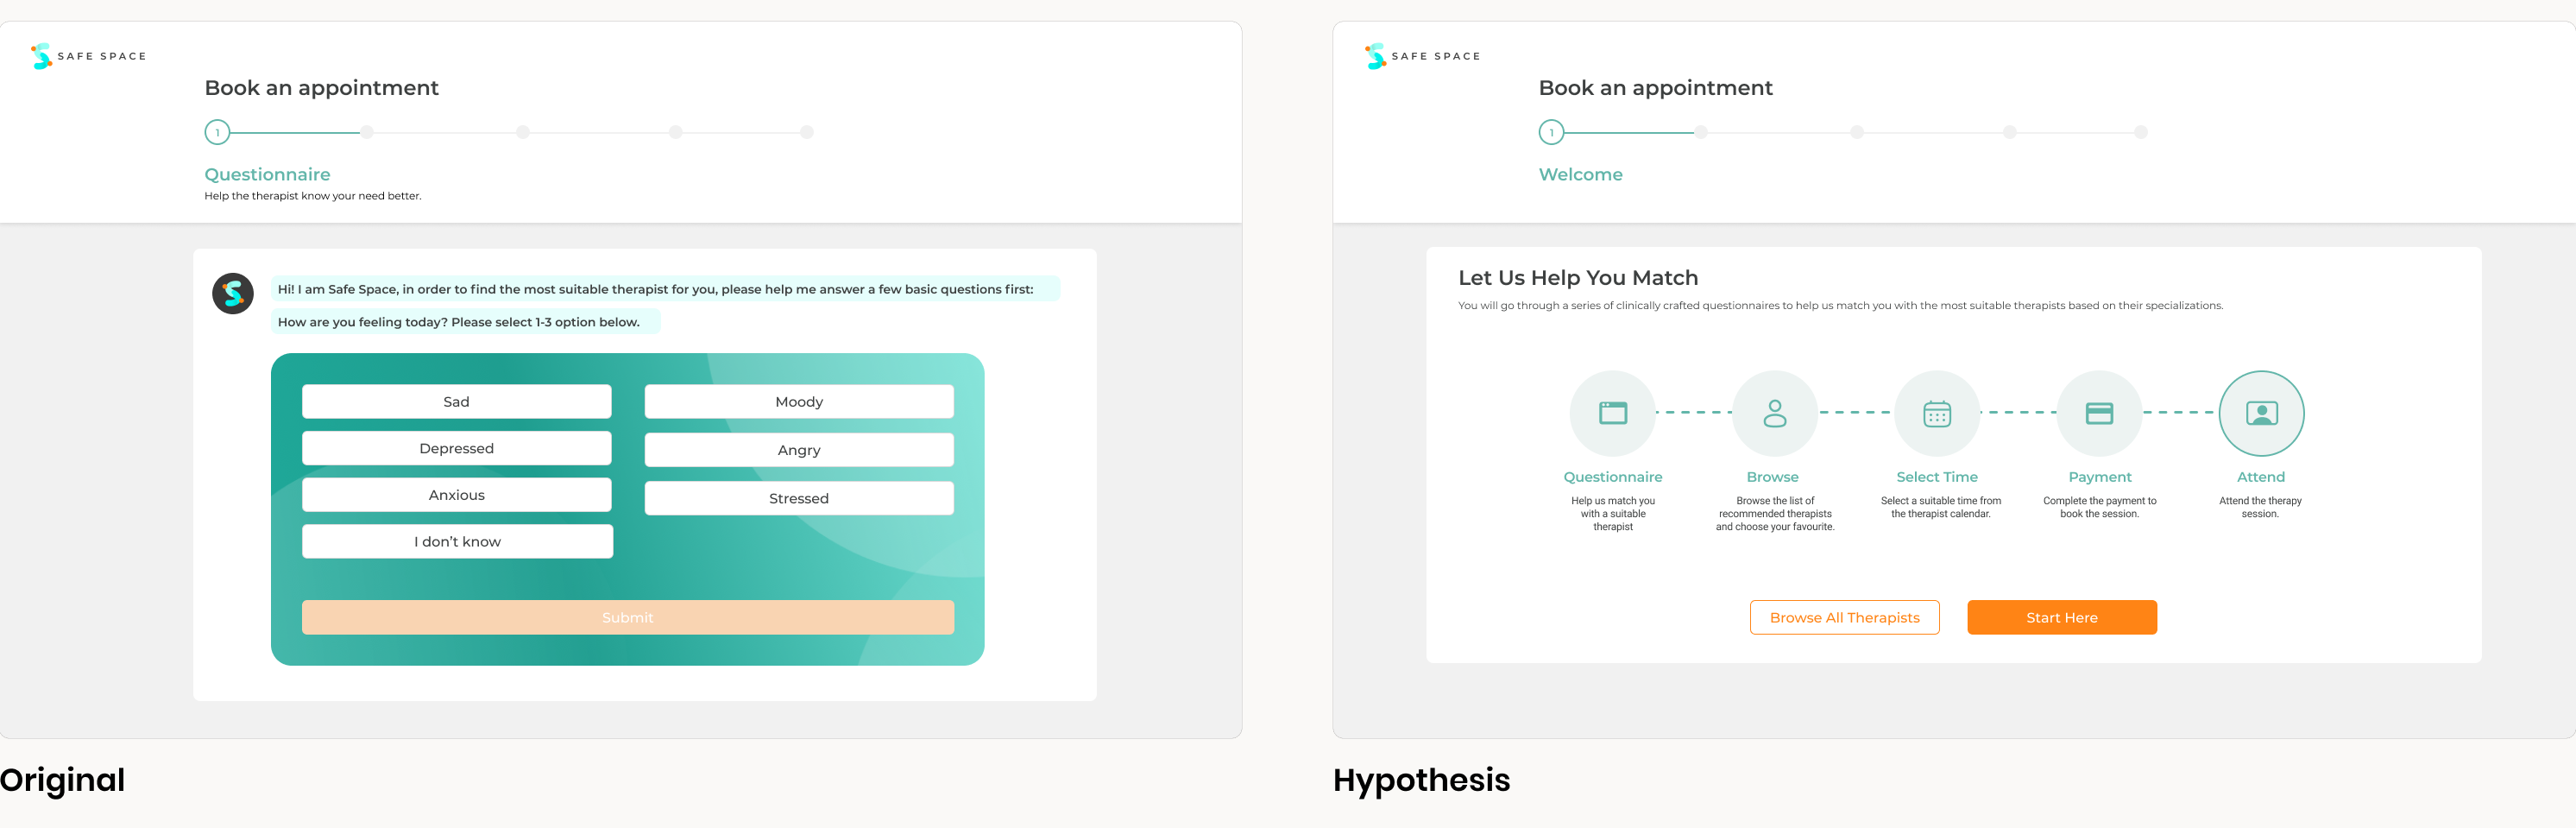 SAFE SPACE
Book an appointment
1
Questionnaire
Help the therapist know your need better.
Hi! I am Safe Space, in order to find the most suitable therapist for you, please help me answer a few basic questions first:
How are you feeling today? Please select 1-3 option below.
Sad
Moody
Depressed
Angry
Anxious
Stressed
I don’t know
Submit
Original
SAFE SPACE
Book an appointment
1
Welcome
Let Us Help You Match
You will go through a series of clinically crafted questionnaires to help us match you with the most suitable therapists based on their specializations.
Questionnaire
Help us match you
with a suitable
therapist
Browse
Browse the list of
recommended therapists
and choose your favourite.
Select Time
Select a suitable time from
the therapist calendar.
Payment
Complete the payment to
book the session.
Attend
Attend the therapy
session.
Browse All Therapists
Start Here
Hypothesis